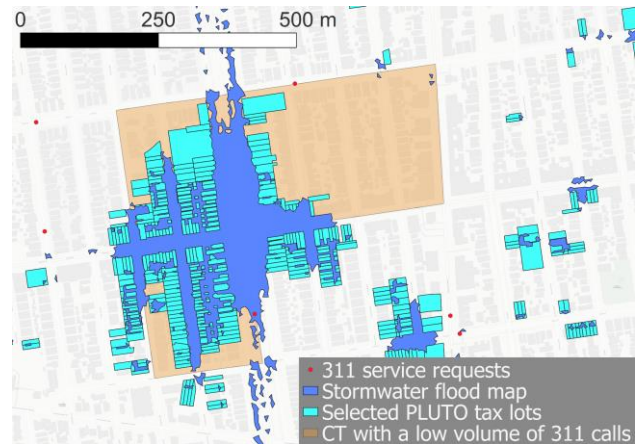 0 250 500 m
311 service requests
Stormwater flood map
Selected PLUTO tax lots
CT with a low volume of 311 calls